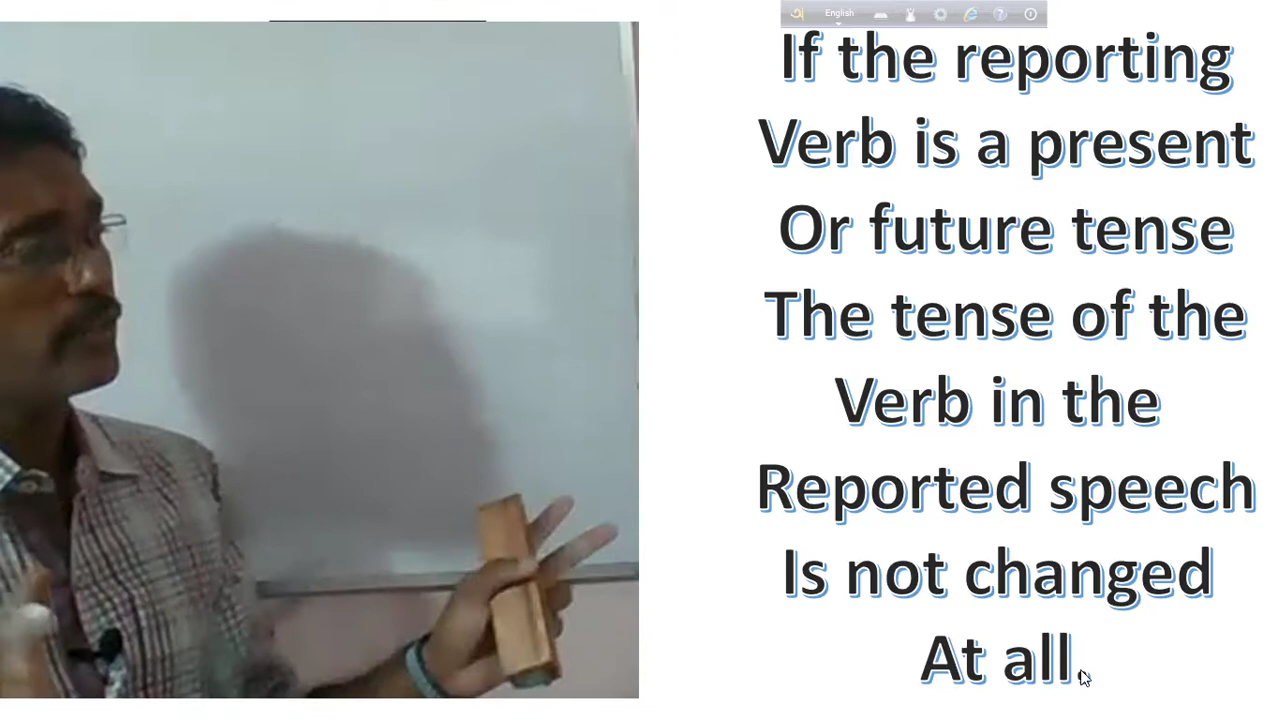 English
If the reporting
Verb is a present
Or future tense
The tense of the
Verb in the
Reported speech
Is not changed
At all.